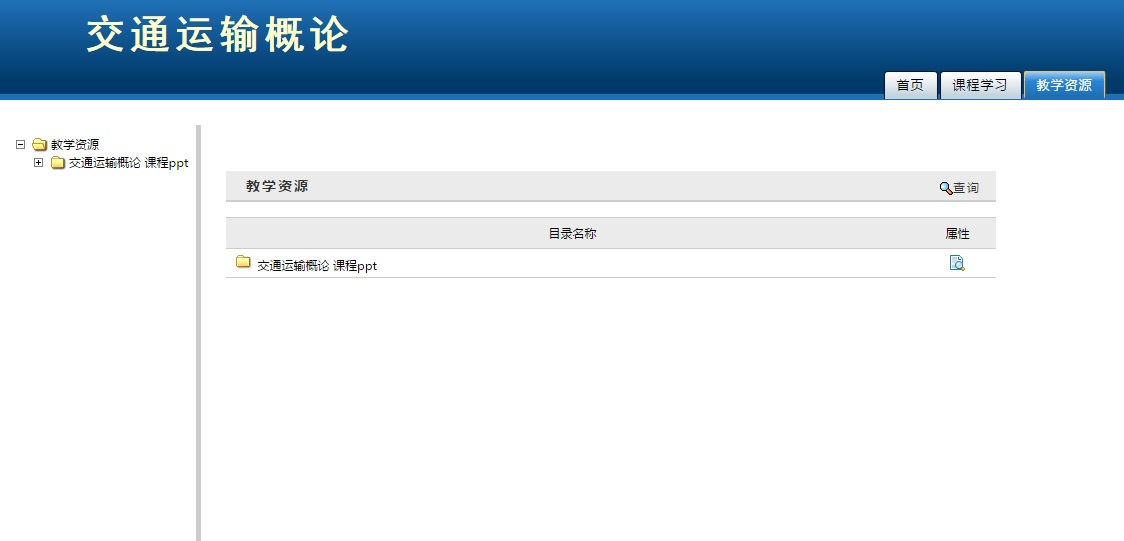 交通运输概论
首页 课程学习 教学资源
教学资源
交通运输概论 课程ppt
教学资源 查询
目录名称 属性
交通运输概论 课程ppt